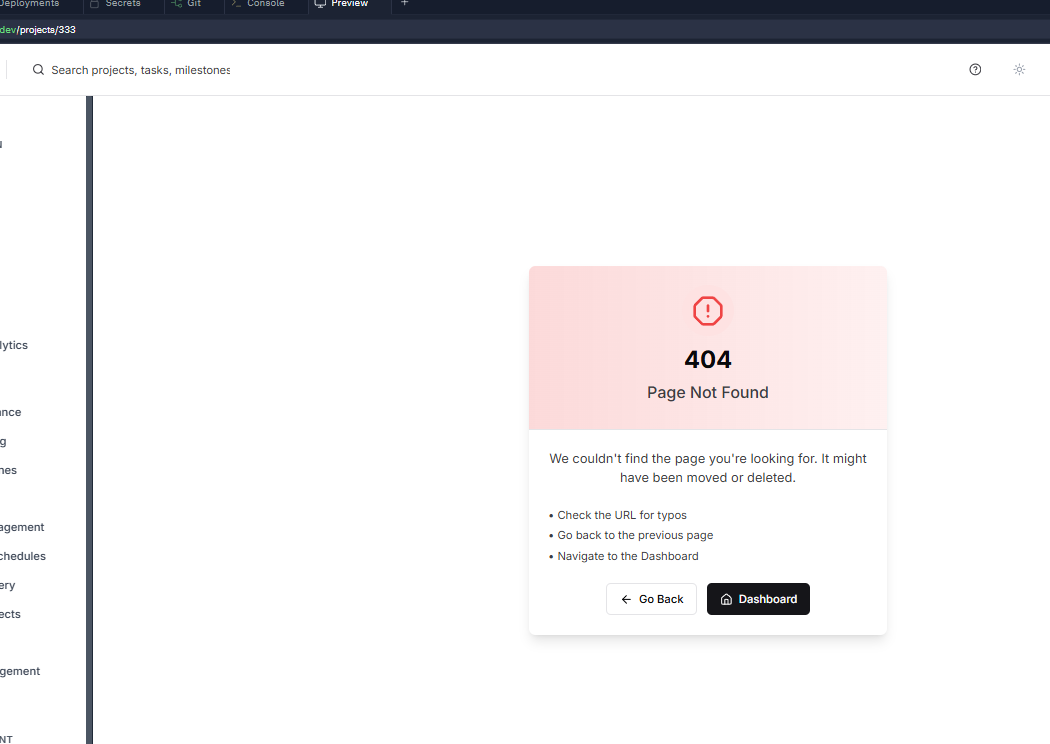 Deployments
Secrets
Git
Console
Preview
+
dev/projects/333
Search projects, tasks, milestones
lytics
ance
g
nes
agement
chedules
ery
ects
gement
NT
404
Page Not Found
We couldn't find the page you're looking for. It might
have been moved or deleted.
• Check the URL for typos
• Go back to the previous page
• Navigate to the Dashboard
Go Back
Dashboard